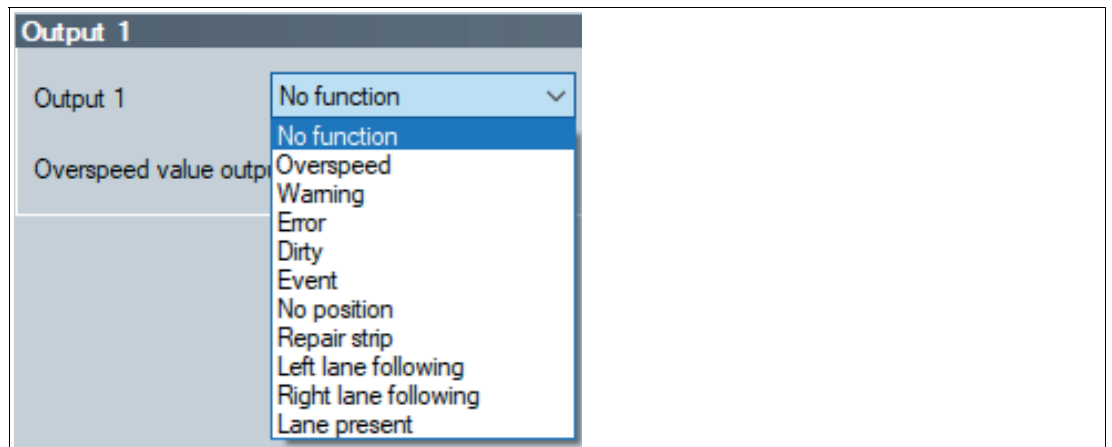 Output 1
Output 1 No function
No function
Overspeed value outpu
Overspeed
Warning
Error
Dirty
Event
No position
Repair strip
Left lane following
Right lane following
Lane present